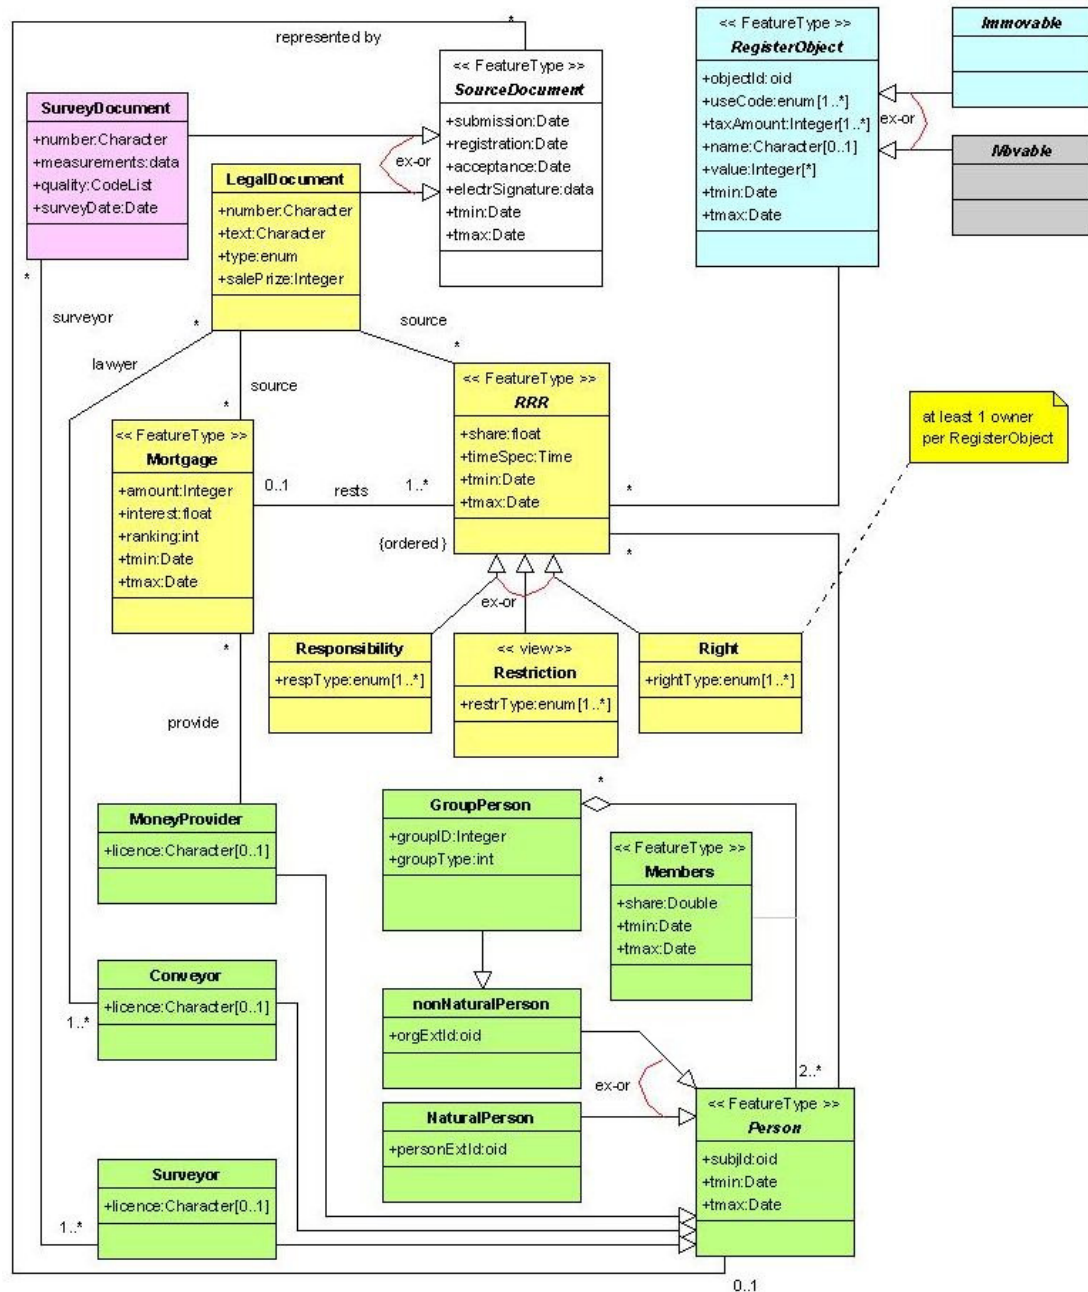 *
represented by
<< FeatureType >>
SourceDocument
+submission:Date
+registration:Date
+acceptance:Date
+electrSignature:data
+tmin:Date
+tmax:Date
<< FeatureType >>
RegisterObject
+objectId:oid
+useCode:enum[1..*]
+taxAmount:Integer[1..*]
+name:Character[0..1]
+value:Integer[*]
+tmin:Date
+tmax:Date
Immovable
ex-or
Movable
SurveyDocument
+number:Character
+measurements:data
+quality:CodeList
+surveyDate:Date
ex-or
LegalDocument
+number:Character
+text:Character
+type:enum
+salePrize:Integer
*
surveyor
*
lawyer
source
*
source
*
<< FeatureType >>
RRR
+share:float
+timeSpec:Time
+tmin:Date
+tmax:Date
at least 1 owner
per RegisterObject
<< FeatureType >>
Mortgage
+amount:Integer
+interest:float
+ranking:int
+tmin:Date
+tmax:Date
0..1
rests
1..*
*
{ordered}
*
ex-or
Responsibility
+respType:enum[1..*]
<< view>>
Restriction
+restrType:enum[1..*]
Right
+rightType:enum[1..*]
*
provide
MoneyProvider
+licence:Character[0..1]
GroupPerson
+groupID:Integer
+groupType:int
*
<< FeatureType >>
Members
+share:Double
+tmin:Date
+tmax:Date
Conveyor
+licence:Character[0..1]
1..*
nonNaturalPerson
+orgExtId:oid
ex-or
2..*
NaturalPerson
+personExtId:oid
<< FeatureType >>
Person
+subjId:oid
+tmin:Date
+tmax:Date
Surveyor
+licence:Character[0..1]
1..*
0..1